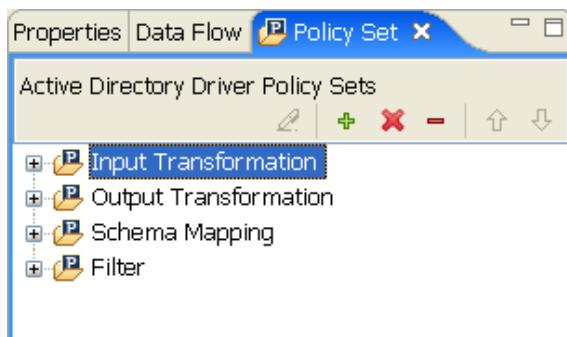 Properties Data Flow Policy Set
Active Directory Driver Policy Sets
Input Transformation
Output Transformation
Schema Mapping
Filter